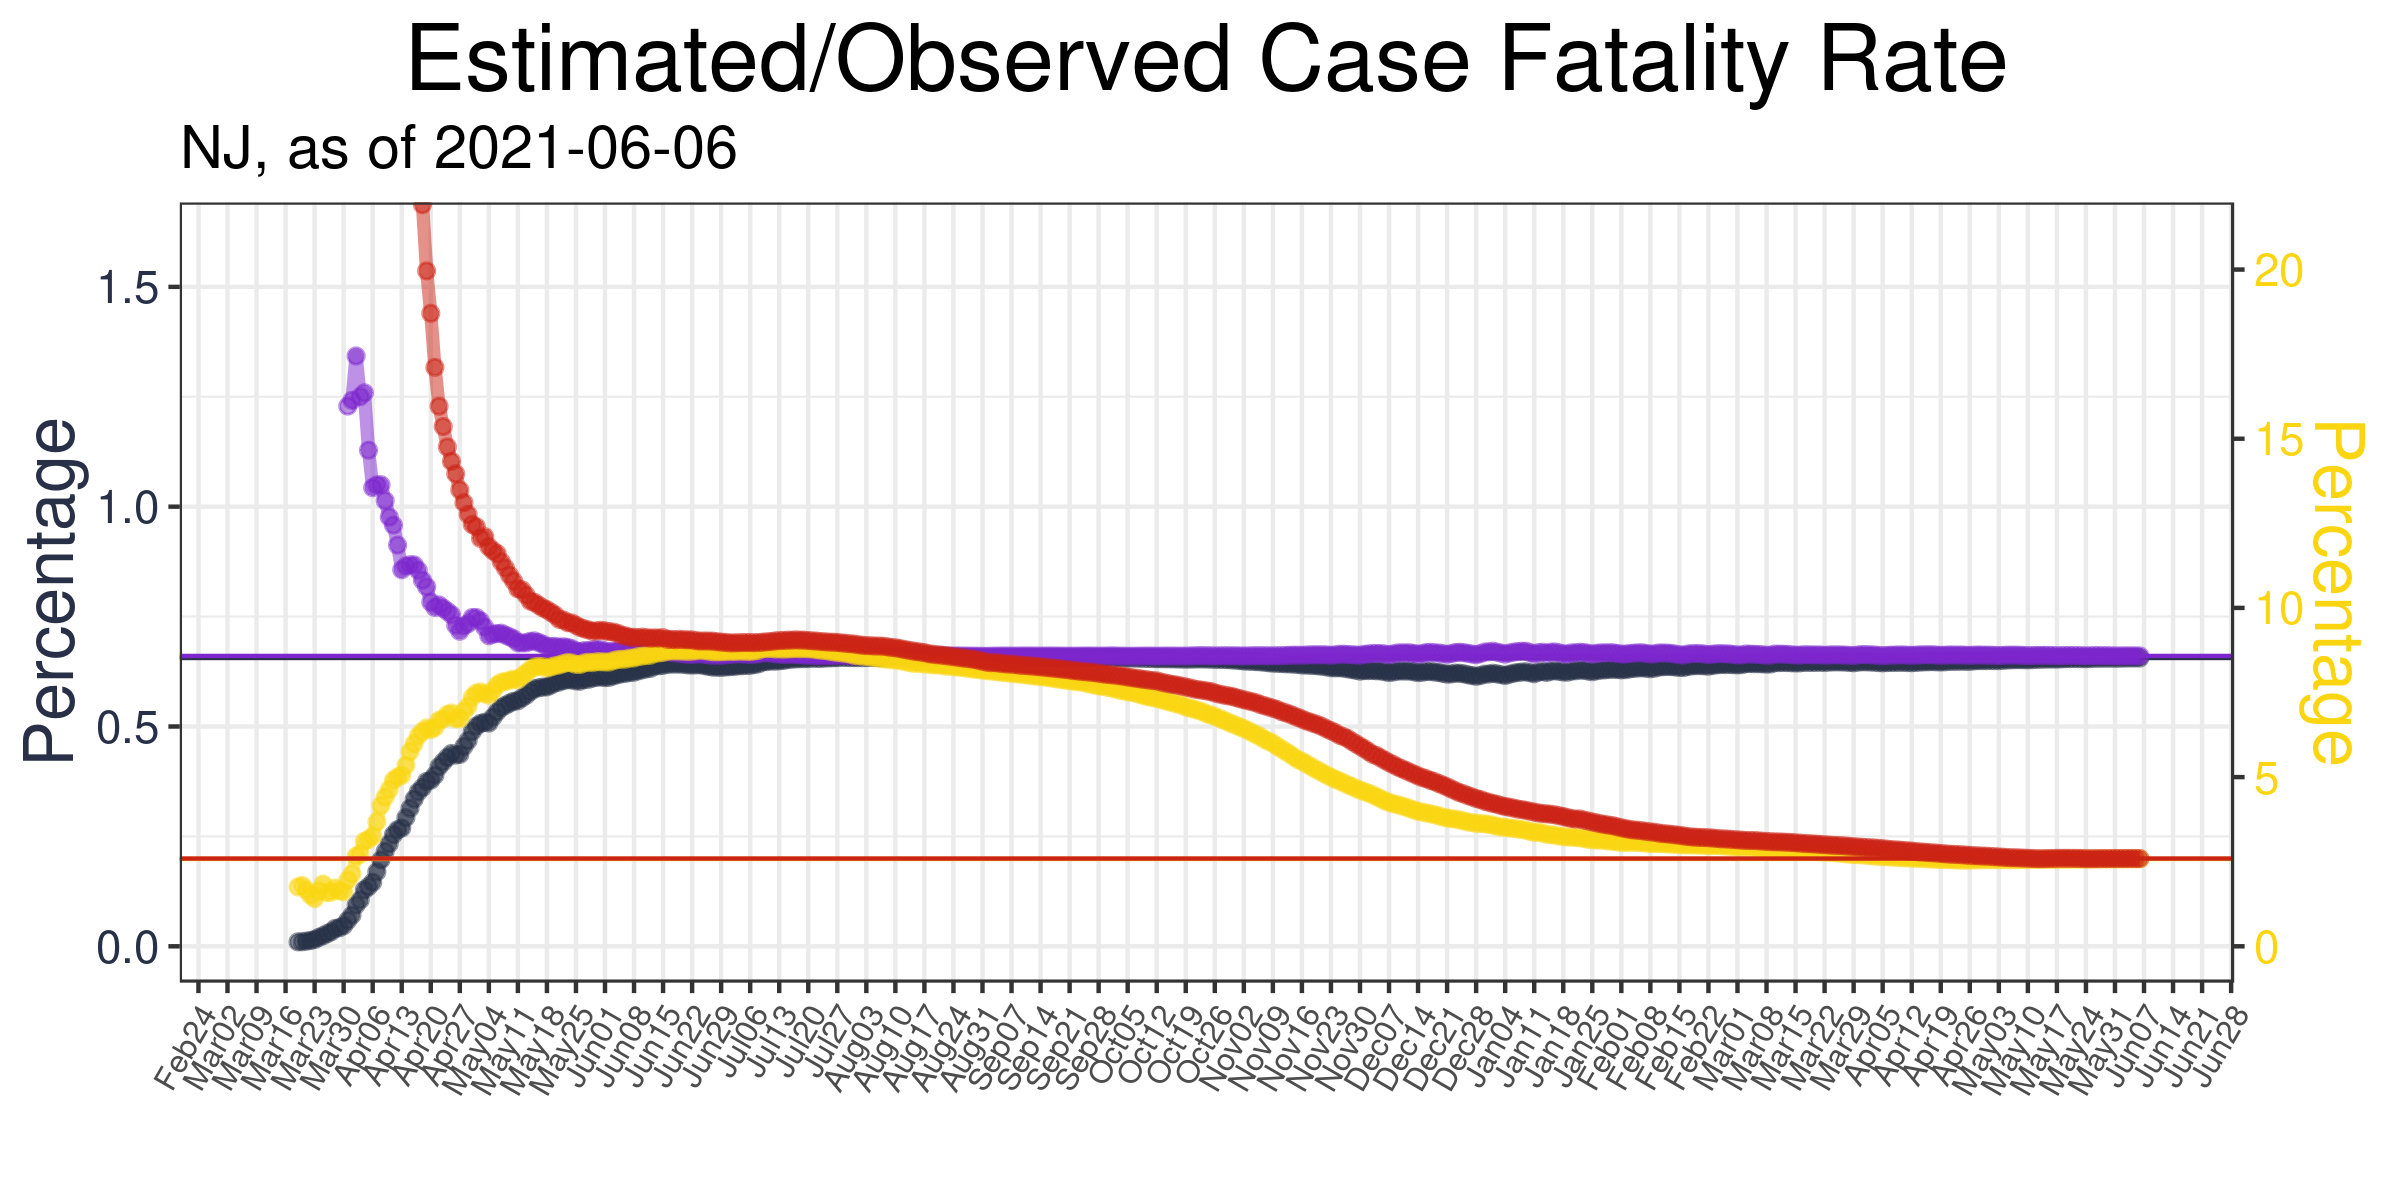 Estimated/Observed Case Fatality Rate
NJ, as of 2021-06-06
Percentage
1.5
1.0
0.5
0.0
20
15
10
5
0
Percentage
Feb24
Mar02
Mar09
Mar16
Mar23
Mar30
Apr06
Apr13
Apr20
Apr27
May04
May11
May18
May25
Jun01
Jun08
Jun15
Jun22
Jun29
Jul06
Jul13
Jul20
Jul27
Aug03
Aug10
Aug17
Aug24
Aug31
Sep07
Sep14
Sep21
Sep28
Oct05
Oct12
Oct19
Oct26
Nov02
Nov09
Nov16
Nov23
Nov30
Dec07
Dec14
Dec21
Dec28
Dec04
Jan11
Jan18
Jan25
Feb01
Feb08
Feb15
Feb22
Mar01
Mar08
Mar15
Mar22
Mar29
Mar05
Apr12
Apr19
Apr26
May03
May10
May17
May24
May31
May07
Jun14
Jun21
Jun28